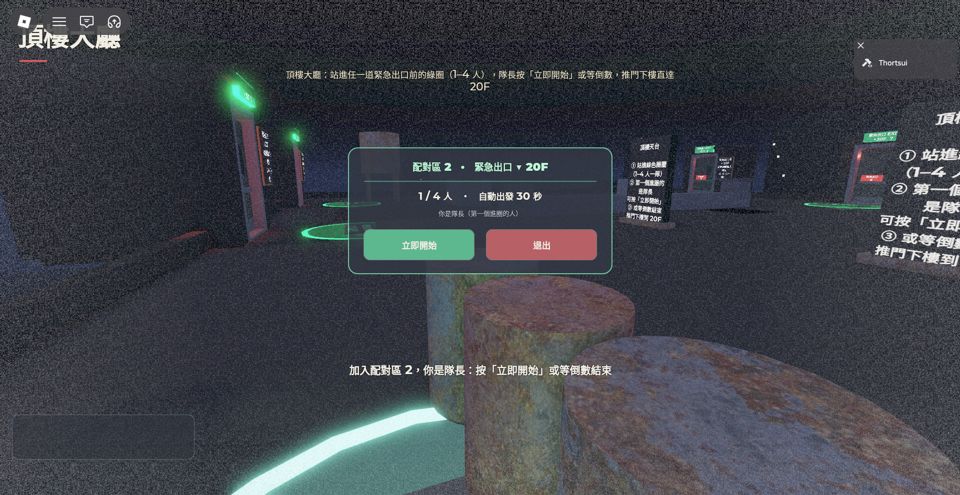 頂樓大廳
頂樓大廳：站進任一道緊急出口前的綠圈（1–4 人），隊長按「立即開始」或等倒數，推門下樓直達
20F
Thortsui
配對區 2 • 緊急出口 ▼ 20F
1 / 4 人 • 自動出發 30 秒
你是隊長（第一個進圈的人）
立即開始
退出
頂樓天台
① 站進綠色圈圈
（1–4 人一隊）
② 第一個進圈的
是隊長
可按「立即開始」
③ 或等倒數結束
推門下樓到 20F
頂
① 站進
（1–4 人
② 第一個
是隊
可按「立即
③ 或等倒
推門下樓到
加入配對區 2，你是隊長：按「立即開始」或等倒數結束